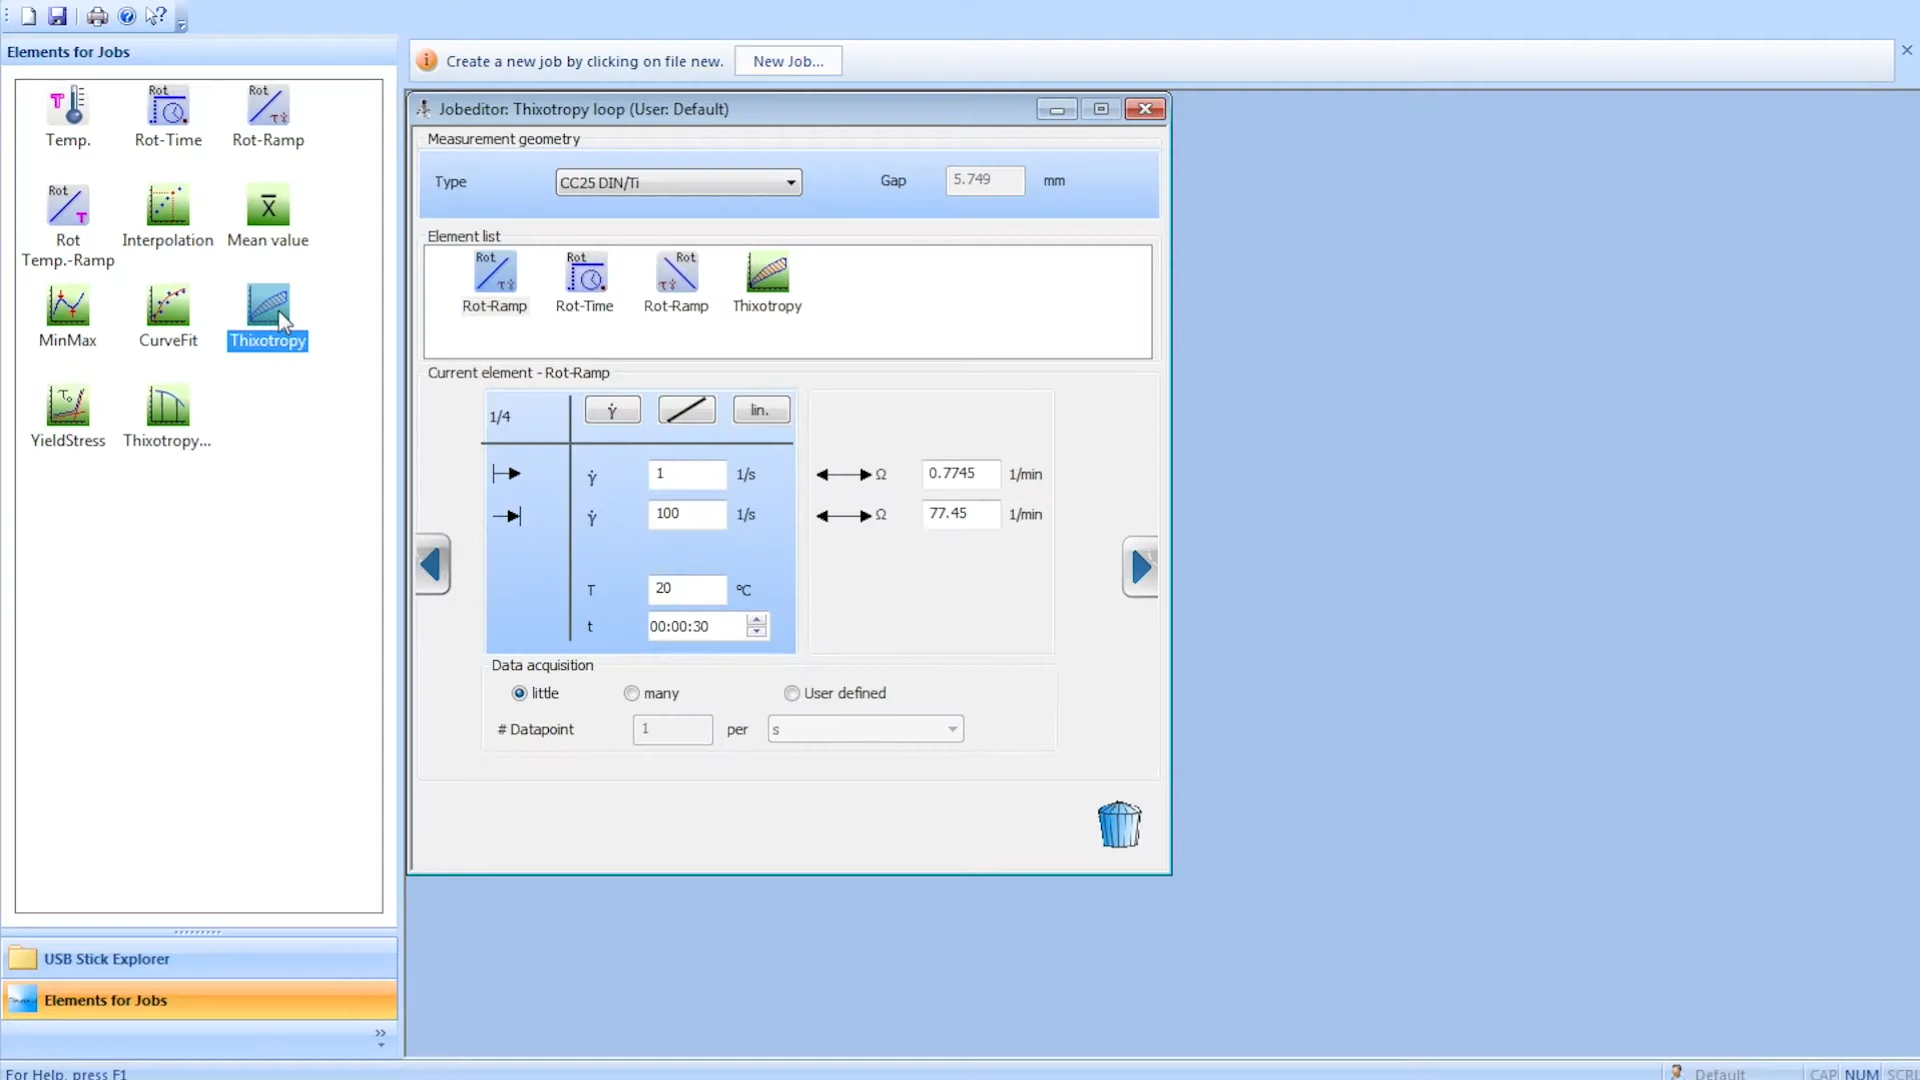 Elements for Jobs
Create a new job by clicking on file new.
New Job...
Temp.
Rot
Rot-Time
Rot
Rot-Ramp
Rot
Rot
Temp.-Ramp
Interpolation
Mean value
MinMax
CurveFit
Thixotropy
YieldStress
Thixotropy...
USB Stick Explorer
Elements for Jobs
Jobeditor: Thixotropy loop (User: Default)
Measurement geometry
Type
CC25 DIN/Ti
Gap
5.749
mm
Element list
Rot
Rot-Ramp
Rot
Rot-Time
Rot
Rot-Ramp
Thixotropy
Current element - Rot-Ramp
1/4
γ̇
lin.
γ̇ 1 1/s
Ω 0.7745 1/min
γ̇ 100 1/s
Ω 77.45 1/min
T 20 °C
t 00:00:30
Data acquisition
little
many
User defined
# Datapoint 1 per s
For Help, press F1
Default
CAP NUM SCRL